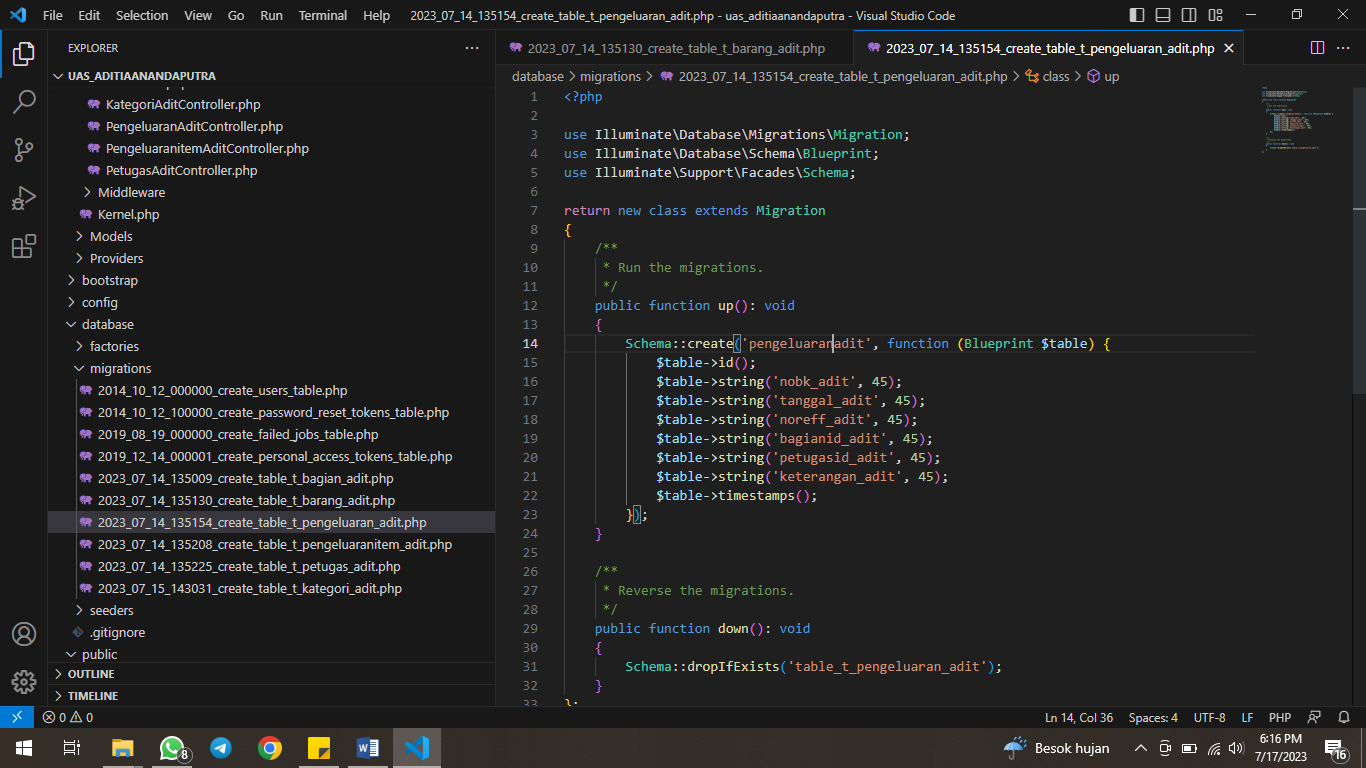 File Edit Selection View Go Run Terminal Help 2023_07_14_135154_create_table_t_pengeluaran_adit.php - uas_aditiaanandaputra - Visual Studio Code
EXPLORER
UAS_ADITIAANANDAPUTRA
KategoriAditController.php
PengeluaranAditController.php
PengeluaranitemAditController.php
PetugasAditController.php
Middleware
Kernel.php
Models
Providers
bootstrap
config
database
factories
migrations
2014_10_12_000000_create_users_table.php
2014_10_12_100000_create_password_reset_tokens_table.php
2019_08_19_000000_create_failed_jobs_table.php
2019_12_14_000001_create_personal_access_tokens_table.php
2023_07_14_135009_create_table_t_bagian_adit.php
2023_07_14_135130_create_table_t_barang_adit.php
2023_07_14_135154_create_table_t_pengeluaran_adit.php
2023_07_14_135208_create_table_t_pengeluaranitem_adit.php
2023_07_14_135225_create_table_t_petugas_adit.php
2023_07_15_143031_create_table_t_kategori_adit.php
seeders
.gitignore
public
OUTLINE
TIMELINE
2023_07_14_135130_create_table_t_barang_adit.php 2023_07_14_135154_create_table_t_pengeluaran_adit.php
database > migrations > 2023_07_14_135154_create_table_t_pengeluaran_adit.php > class > up
1 <?php
2
3 use Illuminate\Database\Migrations\Migration;
4 use Illuminate\Database\Schema\Blueprint;
5 use Illuminate\Support\Facades\Schema;
6
7 return new class extends Migration
8 {
9 /**
10 * Run the migrations.
11 */
12 public function up(): void
13 {
14 Schema::create('pengeluaranadit', function (Blueprint $table) {
15 $table->id();
16 $table->string('nobk_adit', 45);
17 $table->string('tanggal_adit', 45);
18 $table->string('noreff_adit', 45);
19 $table->string('bagianid_adit', 45);
20 $table->string('petugasid_adit', 45);
21 $table->string('keterangan_adit', 45);
22 $table->timestamps();
23 });
24 }
25
26 /**
27 * Reverse the migrations.
28 */
29 public function down(): void
30 {
31 Schema::dropIfExists('table_t_pengeluaran_adit');
32 }
33 };
0 0 Ln 14, Col 36 Spaces: 4 UTF-8 LF PHP
8 Besok hujan 6:16 PM
7/17/2023 16